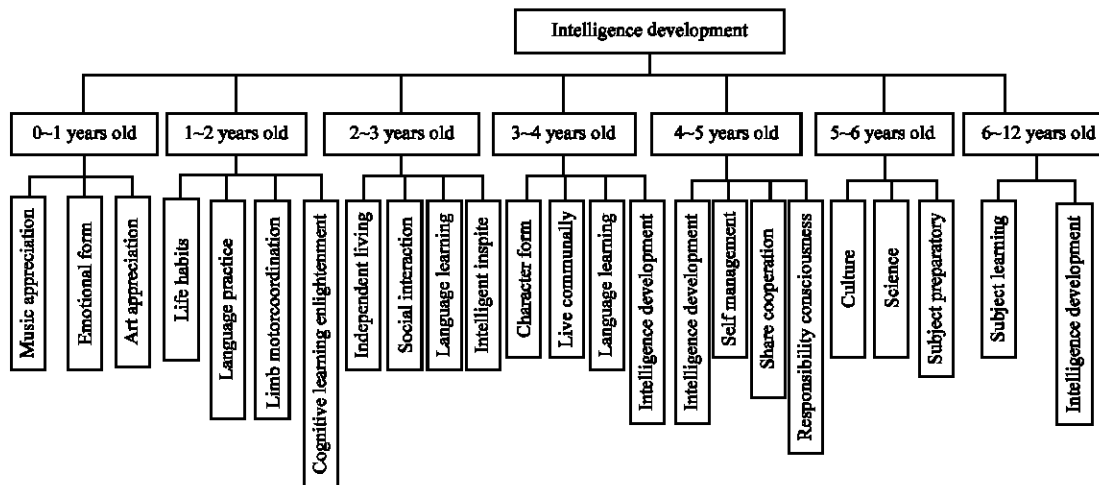 Intelligence development
0~1 years old
1~2 years old
2~3 years old
3~4 years old
4~5 years old
5~6 years old
6~12 years old
Music appreciation
Emotional form
Art appreciation
Life habits
Language practice
Limb motorcoordination
Cognitive learning enlightenment
Independent living
Social interaction
Language learning
Intelligent inspite
Character form
Live communally
Language learning
Intelligence development
Intelligence development
Self management
Share cooperation
Responsibility consciousness
Culture
Science
Subject preparatory
Subject learning
Intelligence development